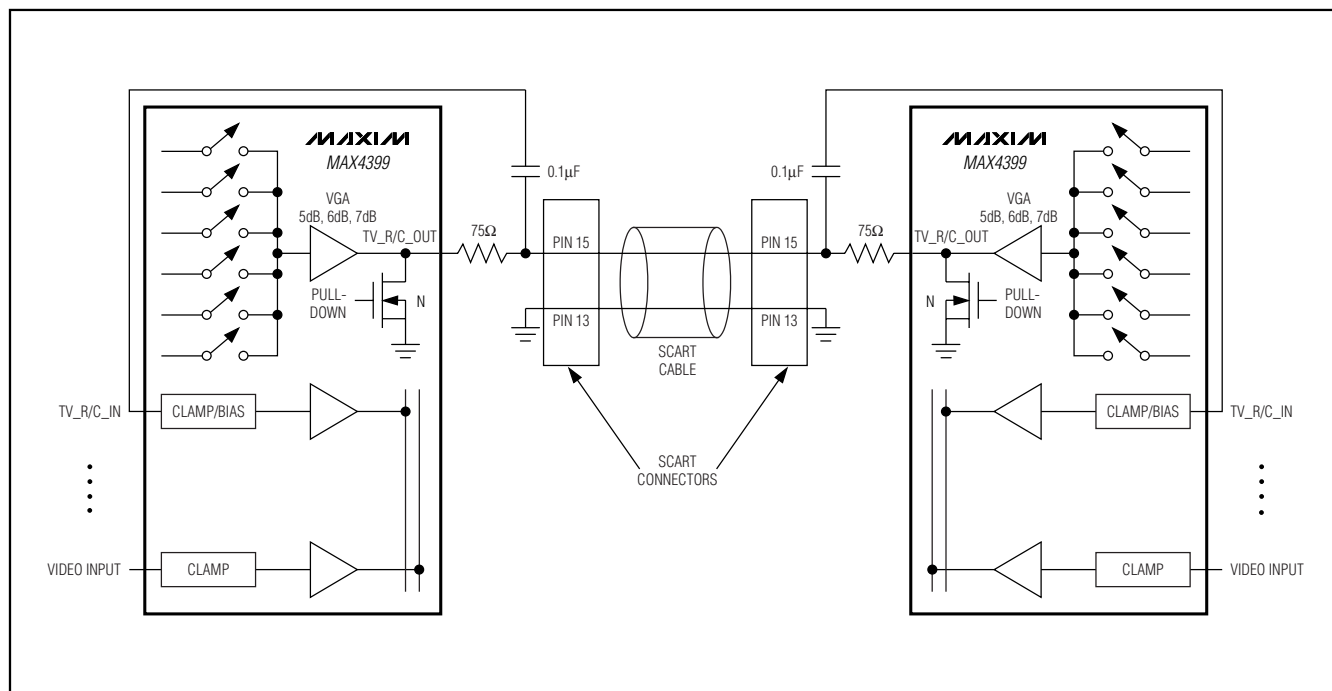 MAXIM
MAX4399
VGA
5dB, 6dB, 7dB
TV_R/C_OUT
PULL-
DOWN
N
TV_R/C_IN
CLAMP/BIAS
VIDEO INPUT
CLAMP
75Ω
0.1µF
PIN 15
PIN 13
SCART
CABLE
SCART
CONNECTORS
0.1µF
PIN 15
PIN 13
75Ω
MAXIM
MAX4399
VGA
5dB, 6dB, 7dB
TV_R/C_OUT
N
PULL-
DOWN
CLAMP/BIAS
TV_R/C_IN
CLAMP
VIDEO INPUT